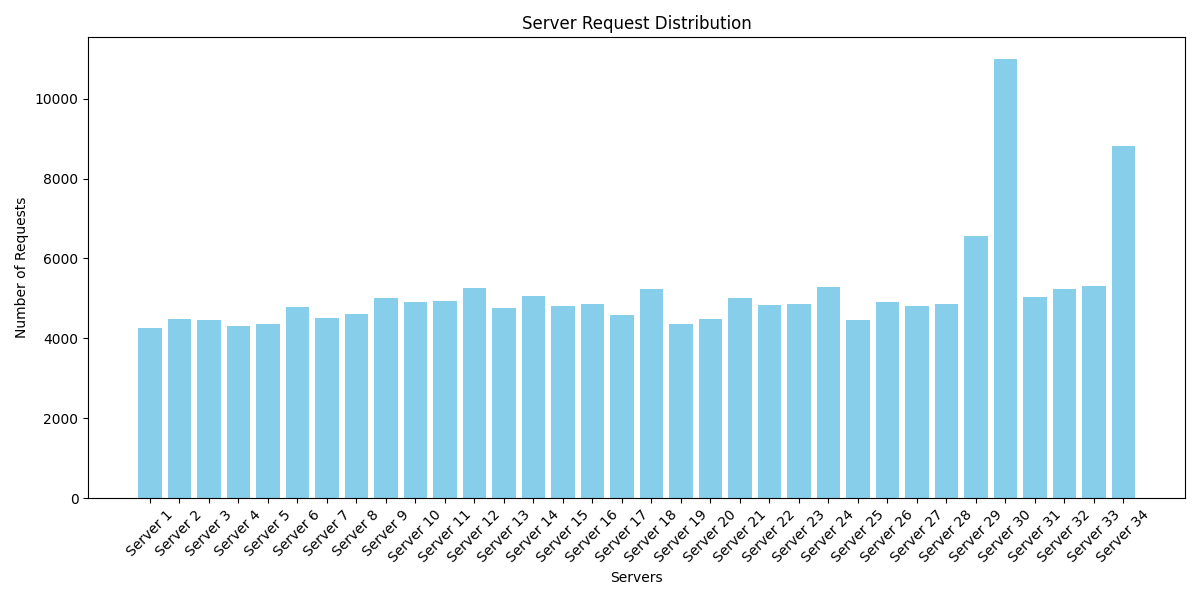 Server Request Distribution
Number of Requests
10000
8000
6000
4000
2000
0
Server 1
Server 2
Server 3
Server 4
Server 5
Server 6
Server 7
Server 8
Server 9
Server 10
Server 11
Server 12
Server 13
Server 14
Server 15
Server 16
Server 17
Server 18
Server 19
Server 20
Server 21
Server 22
Server 23
Server 24
Server 25
Server 26
Server 27
Server 28
Server 29
Server 30
Server 31
Server 32
Server 33
Server 34
Servers